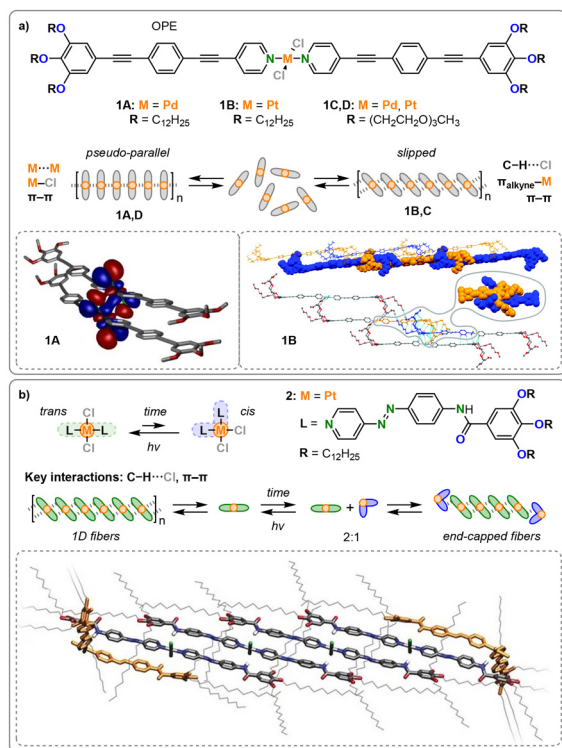 a)
OPE
RO
RO
RO
N
Cl
M
Cl
N
OR
OR
OR
1A: M = Pd
R = C12H25
1B: M = Pt
R = C12H25
1C,D: M = Pd, Pt
R = (CH2CH2O)3CH3
M···M
M–Cl
π–π
pseudo-parallel
n
1A,D
slipped
n
1B,C
C–H···Cl
πalkyne–M
π–π
1A
1B
b)
trans
Cl
L–M–L
Cl
time
hν
L
cis
L–M–Cl
Cl
2: M = Pt
L =
N
N
N
NH
O
OR
OR
OR
R = C12H25
Key interactions: C–H···Cl, π–π
n
1D fibers
time
hν
+
2:1
end-capped fibers